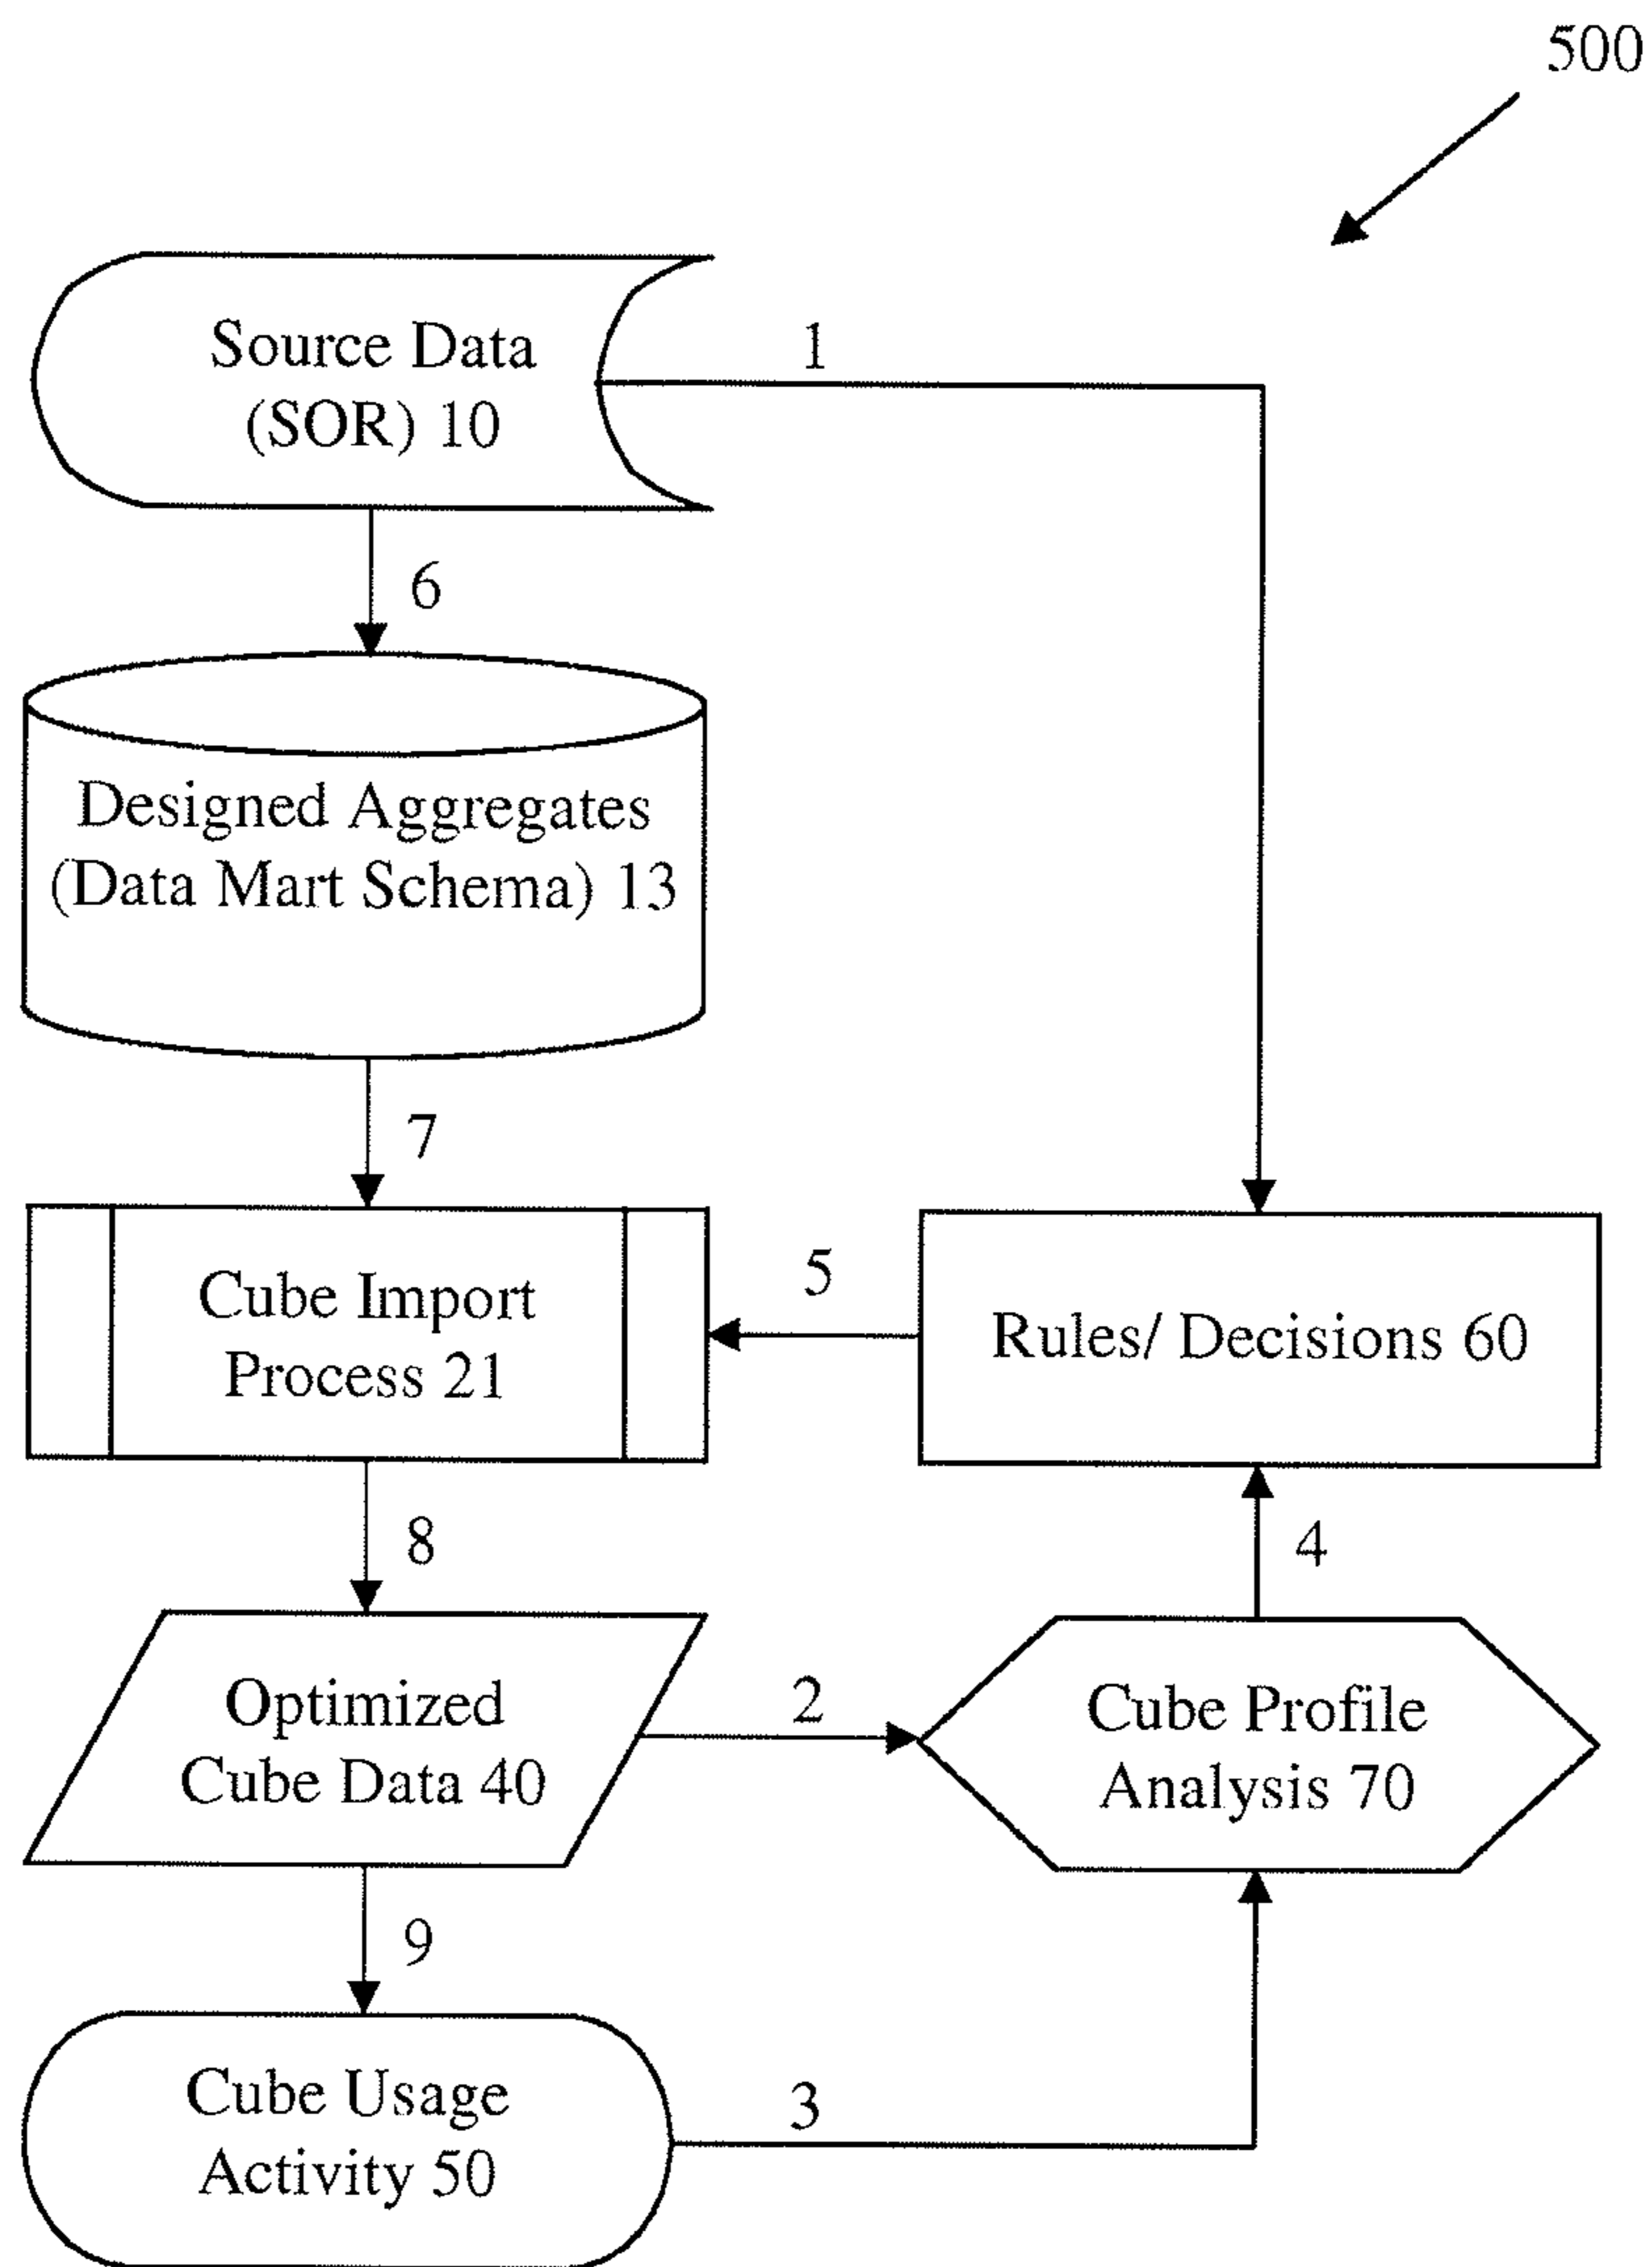 500
Source Data
(SOR) 10
1
6
Designed Aggregates
(Data Mart Schema) 13
7
Cube Import
Process 21
5
Rules/ Decisions 60
8
4
Optimized
Cube Data 40
2
Cube Profile
Analysis 70
9
Cube Usage
Activity 50
3